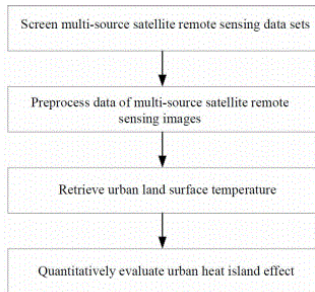 Screen multi-source satellite remote sensing data sets
Preprocess data of multi-source satellite remote
sensing images
Retrieve urban land surface temperature
Quantitatively evaluate urban heat island effect